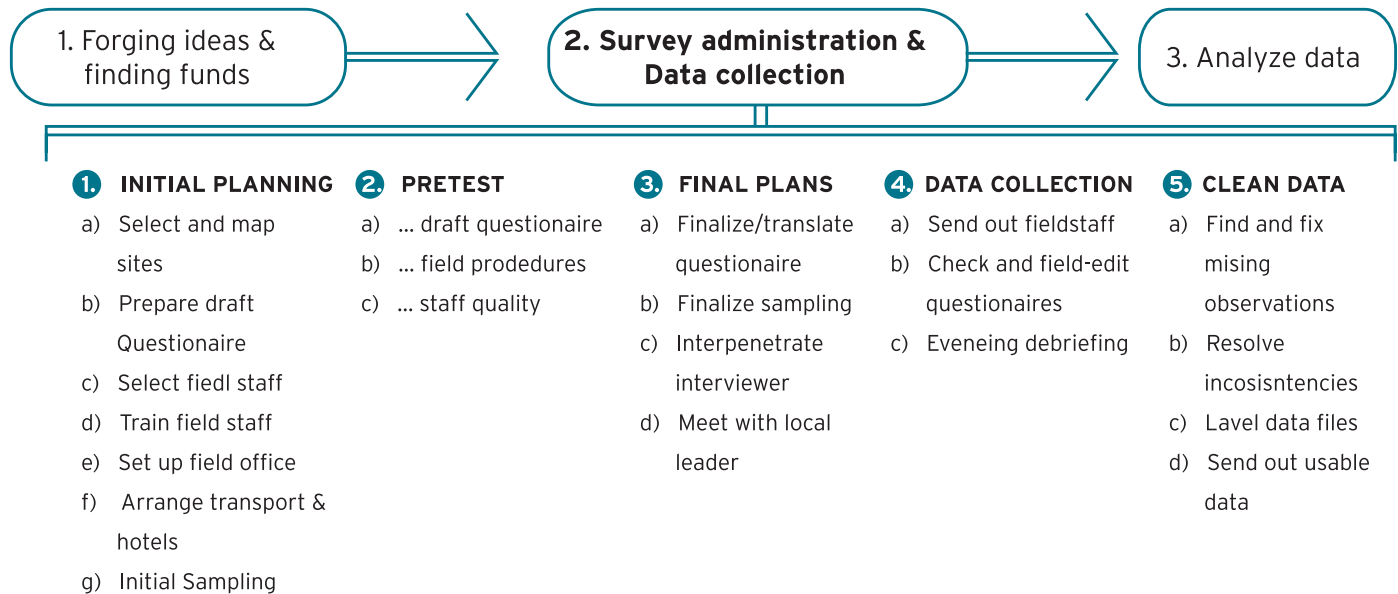 1. Forging ideas &
finding funds
2. Survey administration &
Data collection
3. Analyze data
1. INITIAL PLANNING
a) Select and map
sites
b) Prepare draft
Questionaire
c) Select fiedl staff
d) Train field staff
e) Set up field office
f) Arrange transport &
hotels
g) Initial Sampling
2. PRETEST
a) ... draft questionaire
b) ... field prodedures
c) ... staff quality
3. FINAL PLANS
a) Finalize/translate
questionaire
b) Finalize sampling
c) Interpenetrate
interviewer
d) Meet with local
leader
4. DATA COLLECTION
a) Send out fieldstaff
b) Check and field-edit
questionaires
c) Eveneing debriefing
5. CLEAN DATA
a) Find and fix
mising
observations
b) Resolve
incosisntencies
c) Lavel data files
d) Send out usable
data